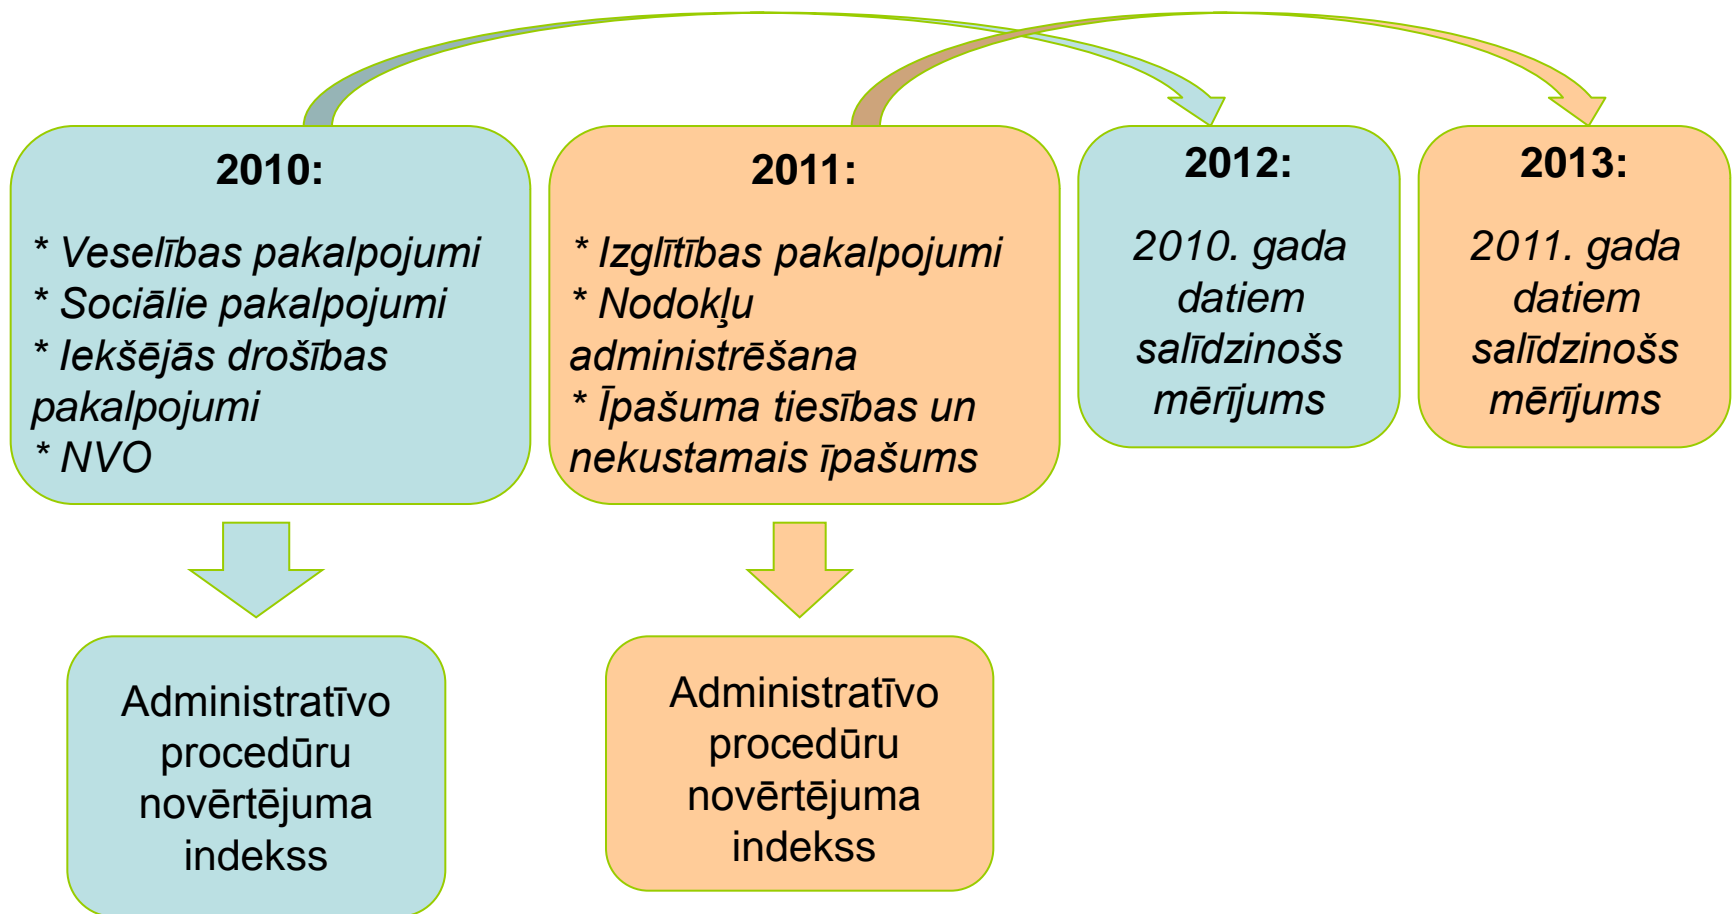 2010:
* Veselības pakalpojumi
* Sociālie pakalpojumi
* Iekšējās drošības
pakalpojumi
* NVO
2011:
* Izglītības pakalpojumi
* Nodokļu
administrēšana
* Īpašuma tiesības un
nekustamais īpašums
2012:
2010. gada
datiem
salīdzinošs
mērījums
2013:
2011. gada
datiem
salīdzinošs
mērījums
Administratīvo
procedūru
novērtējuma
indekss
Administratīvo
procedūru
novērtējuma
indekss